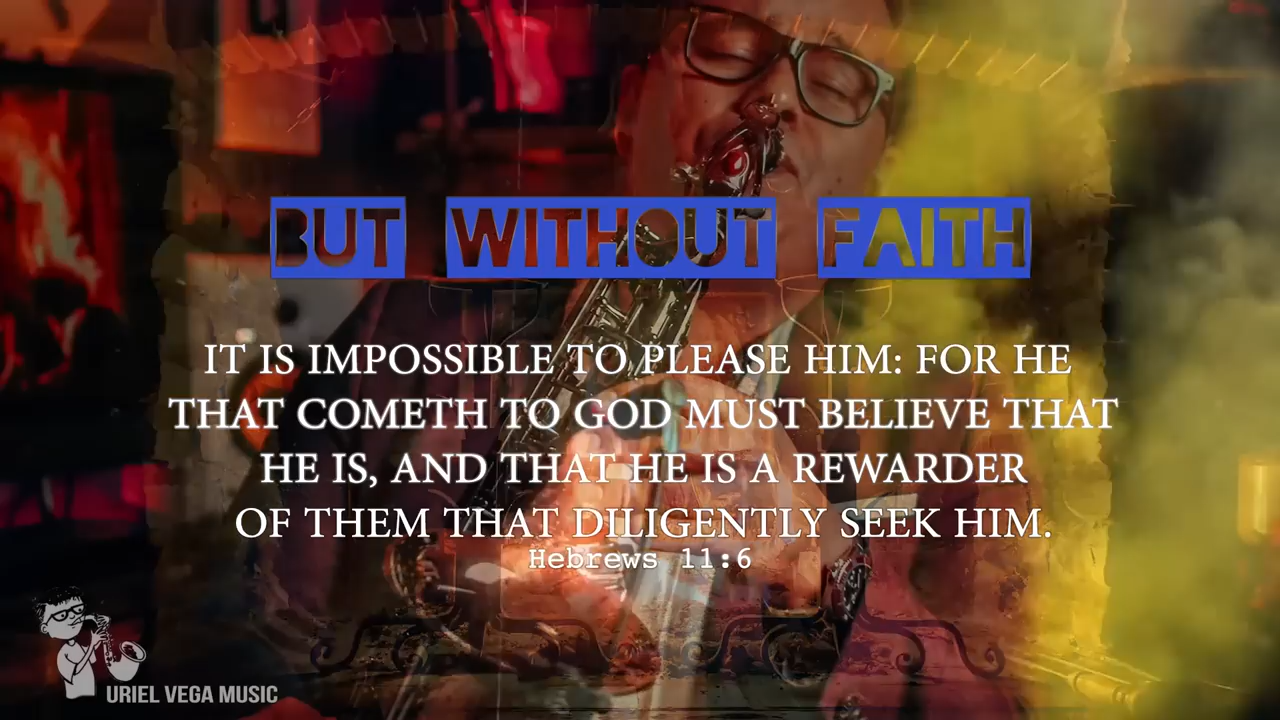 BUT WITHOUT FAITH
IT IS IMPOSSIBLE TO PLEASE HIM: FOR HE
THAT COMETH TO GOD MUST BELIEVE THAT
HE IS, AND THAT HE IS A REWARDER
OF THEM THAT DILIGENTLY SEEK HIM.
Hebrews 11:6
URIEL VEGA MUSIC